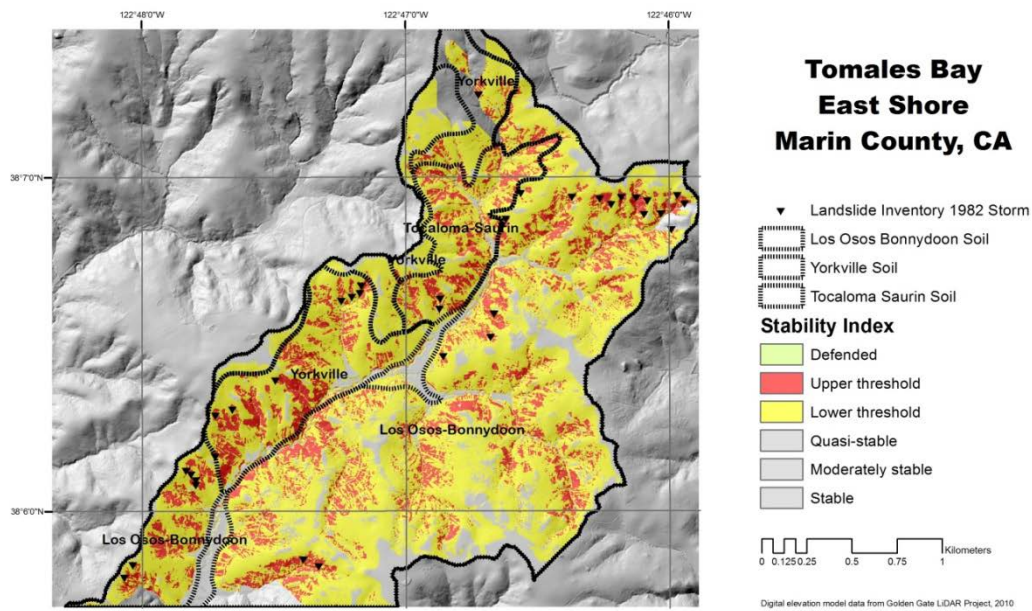 122°48'0"W
122°47'0"W
122°46'0"W
38°7'0"N
38°6'0"N
Yorkville
Tocaloma-Saurin
Yorkville
Yorkville
Los Osos-Bonnydoon
Los Osos-Bonnydoon
Tomales Bay
East Shore
Marin County, CA
Landslide Inventory 1982 Storm
Los Osos Bonnydoon Soil
Yorkville Soil
Tocaloma Saurin Soil
Stability Index
Defended
Upper threshold
Lower threshold
Quasi-stable
Moderately stable
Stable
0 0.1250.25 0.5 0.75 1
Kilometers
Digital elevation model data from Golden Gate LiDAR Project, 2010